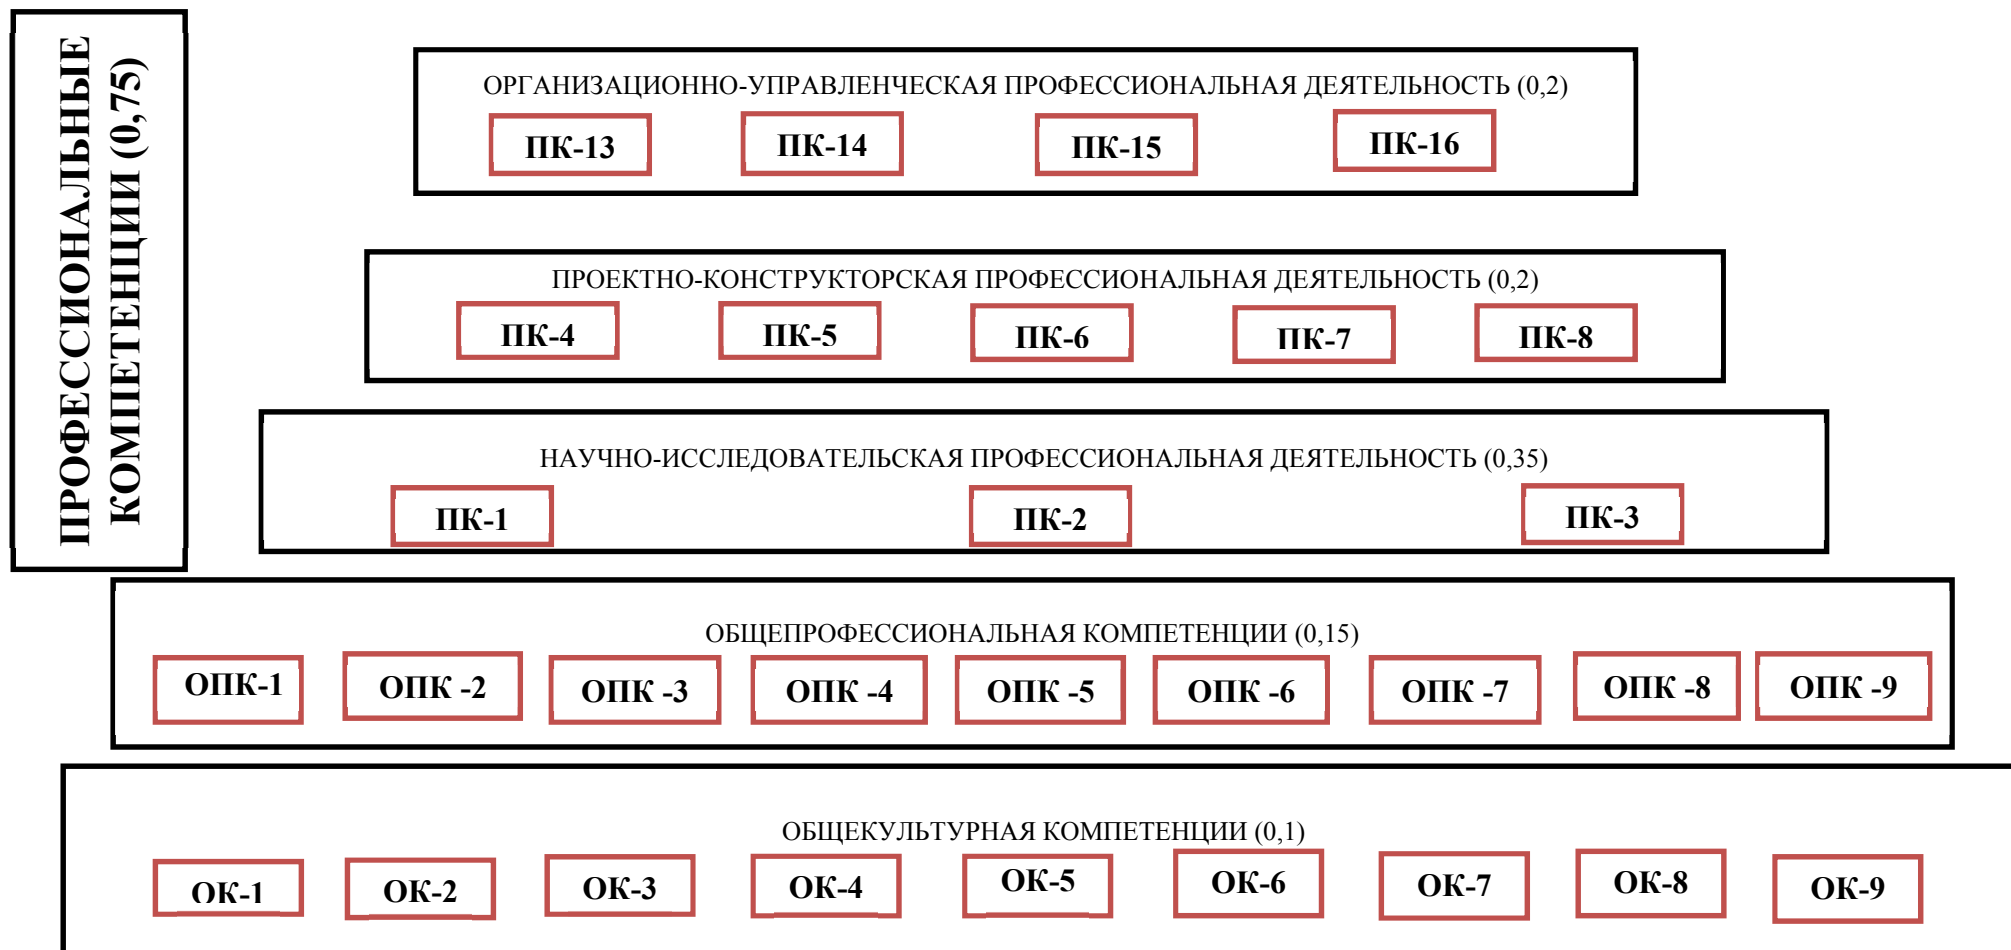 ПРОФЕССИОНАЛЬНЫЕ
КОМПЕТЕНЦИИ (0,75)
ОРГАНИЗАЦИОННО-УПРАВЛЕНЧЕСКАЯ ПРОФЕССИОНАЛЬНАЯ ДЕЯТЕЛЬНОСТЬ (0,2)
ПК-13 ПК-14 ПК-15 ПК-16
ПРОЕКТНО-КОНСТРУКТОРСКАЯ ПРОФЕССИОНАЛЬНАЯ ДЕЯТЕЛЬНОСТЬ (0,2)
ПК-4 ПК-5 ПК-6 ПК-7 ПК-8
НАУЧНО-ИССЛЕДОВАТЕЛЬСКАЯ ПРОФЕССИОНАЛЬНАЯ ДЕЯТЕЛЬНОСТЬ (0,35)
ПК-1 ПК-2 ПК-3
ОБЩЕПРОФЕССИОНАЛЬНАЯ КОМПЕТЕНЦИИ (0,15)
ОПК-1 ОПК -2 ОПК -3 ОПК -4 ОПК -5 ОПК -6 ОПК -7 ОПК -8 ОПК -9
ОБЩЕКУЛЬТУРНАЯ КОМПЕТЕНЦИИ (0,1)
ОК-1 ОК-2 ОК-3 ОК-4 ОК-5 ОК-6 ОК-7 ОК-8 ОК-9